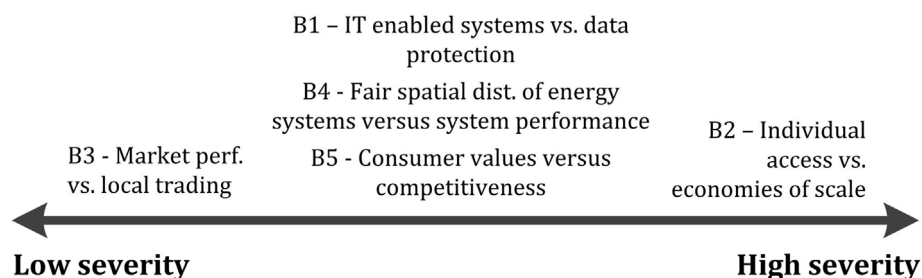 B1 – IT enabled systems vs. data
protection
B4 - Fair spatial dist. of energy
systems versus system performance
B3 - Market perf.
vs. local trading
B5 - Consumer values versus
competitiveness
B2 – Individual
access vs.
economies of scale
Low severity
High severity